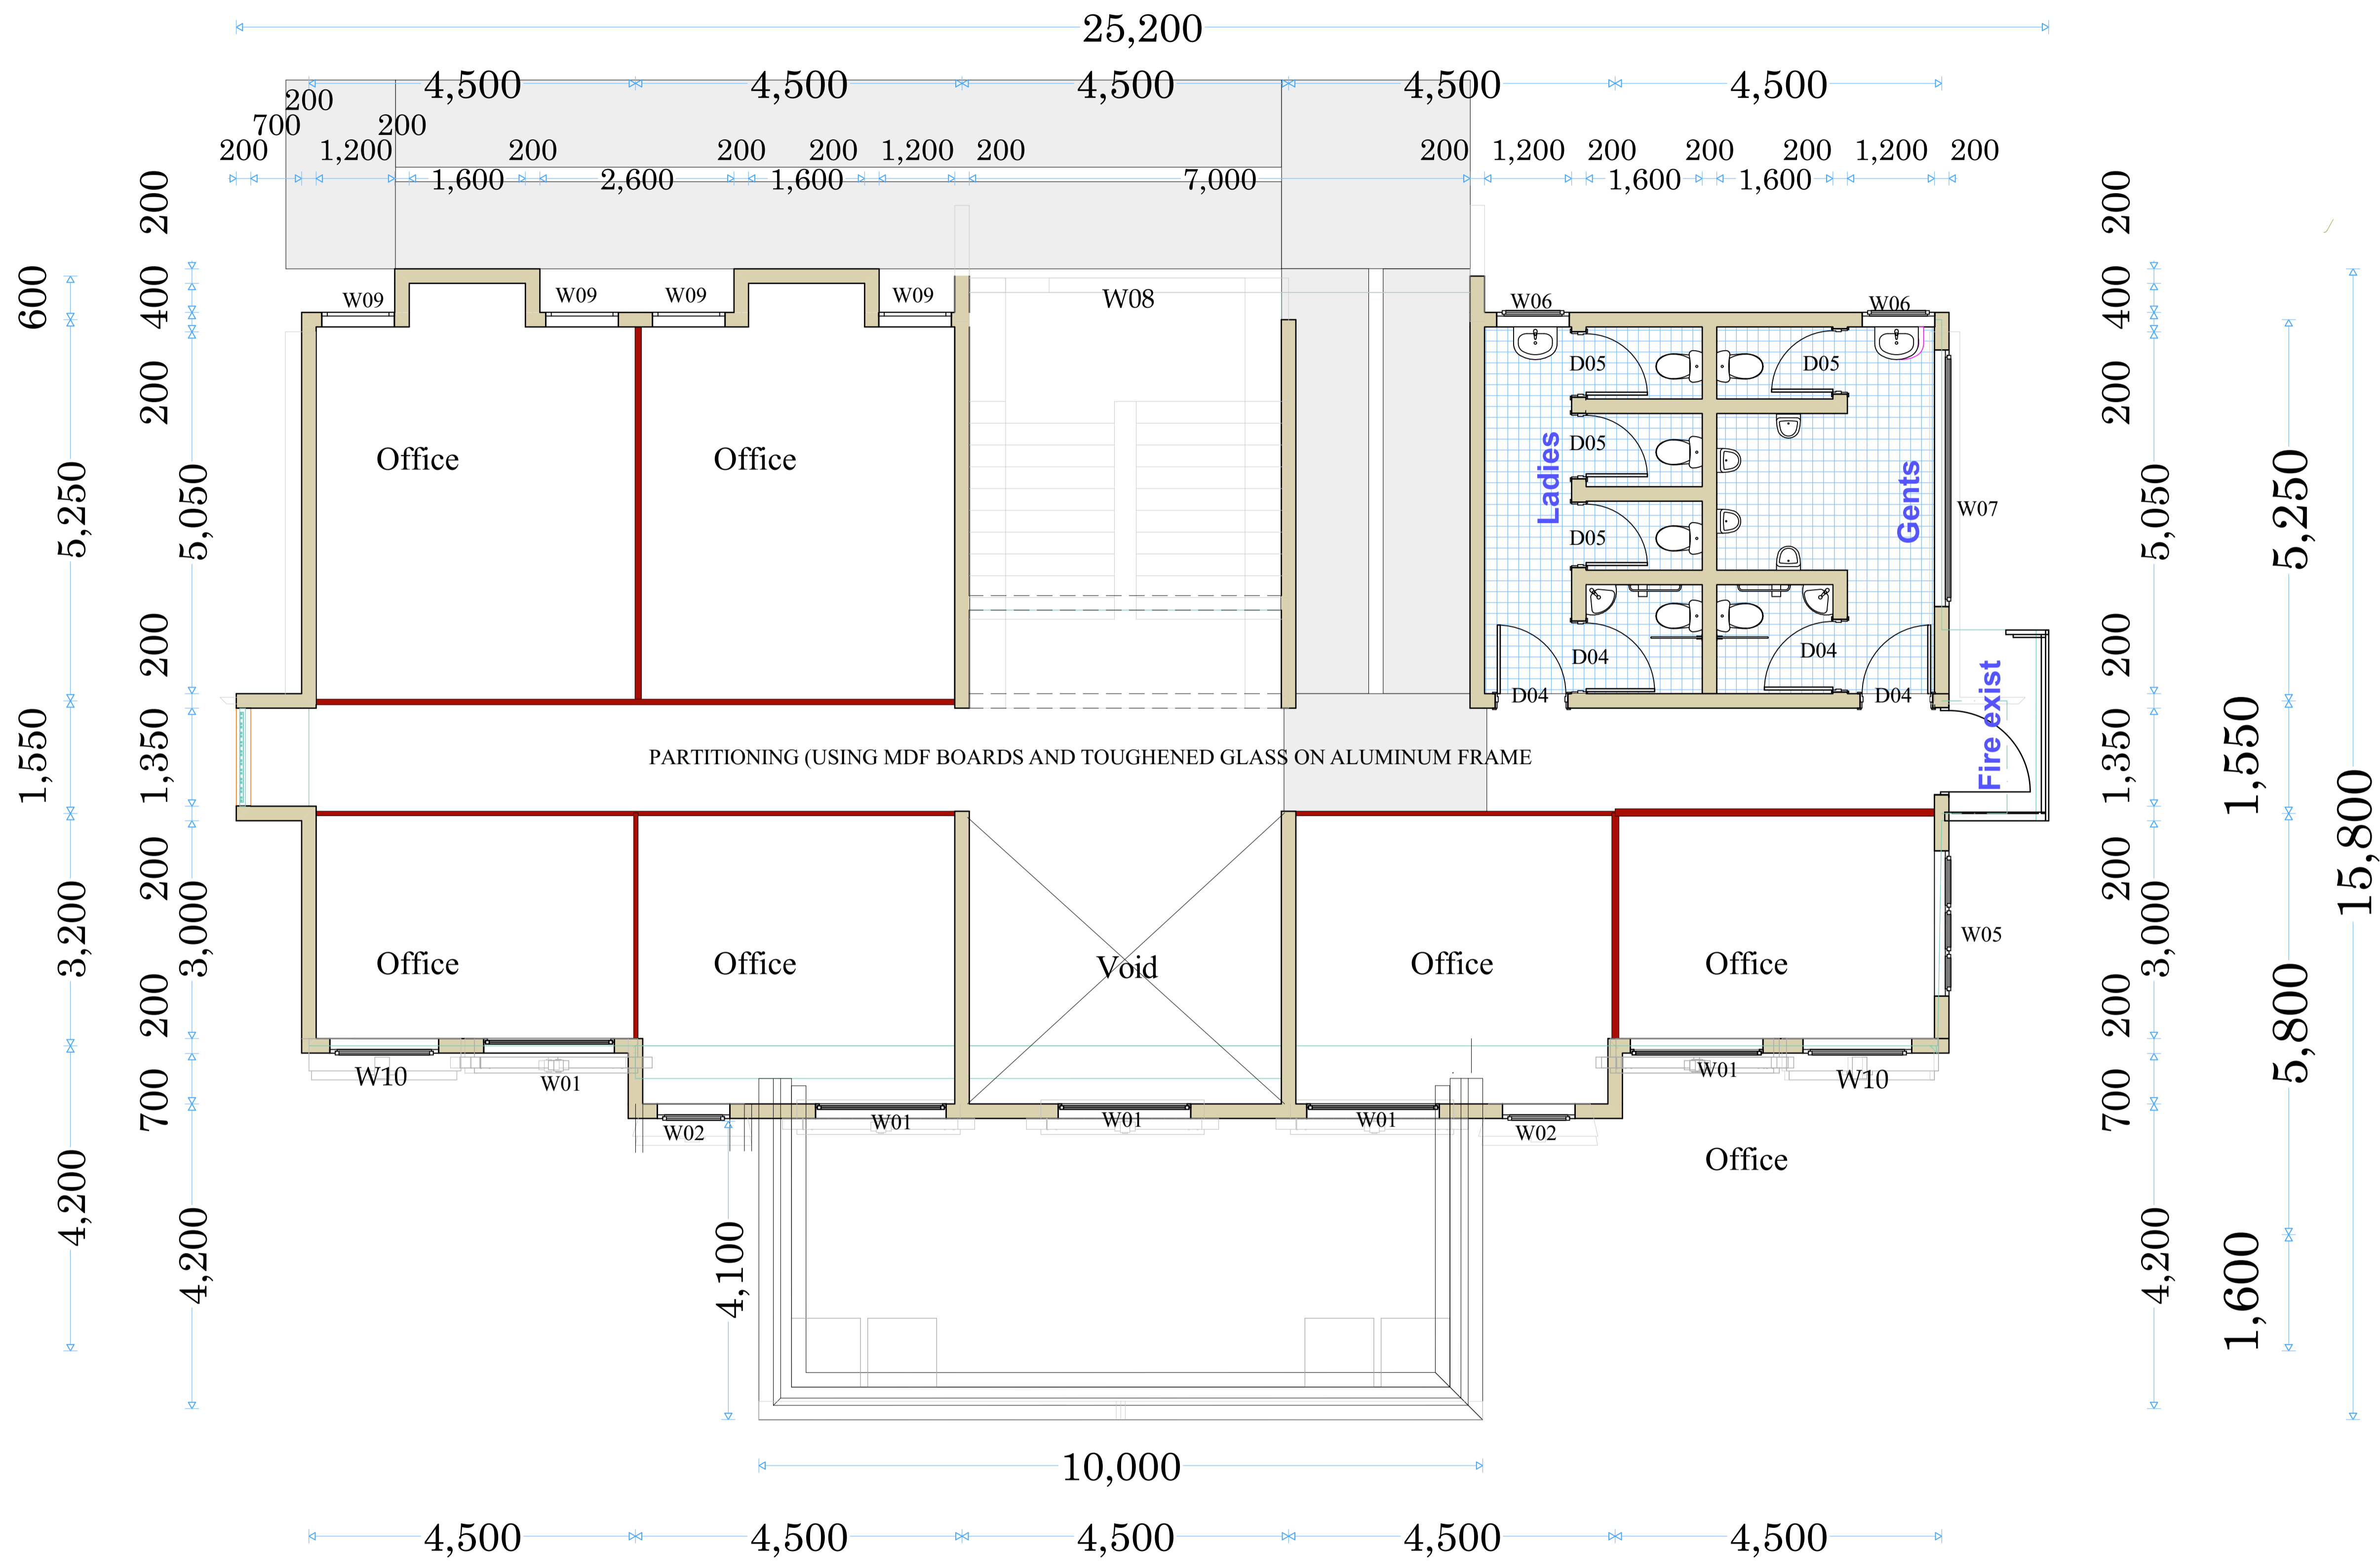 25,200
4,500 4,500 4,500 4,500 4,500
200
700 200
200 1,200 200 200 200 1,200 200 200 1,200 200 200 200 1,200 200
1,600 2,600 1,600 7,000 1,600 1,600
200 200
600 400 400
W09 W09 W09 W09 W08 W06 W06
200 200
D05 D05
Office Office
D05
Ladies Gents
5,250 5,050 5,050 5,250
W07
D05
200 200
D04 D04
D04 D04
Fire exist
1,550 1,350 1,350 1,550
PARTITIONING (USING MDF BOARDS AND TOUGHENED GLASS ON ALUMINUM FRAME
15,800
200 200
3,200 3,000 3,000
W05
Office Office Void Office Office
200 200
5,800
W10 W01 W01 W10
700 700
W02 W01 W01 W01 W02
Office
4,200 4,200 4,100 4,200 1,600
10,000
4,500 4,500 4,500 4,500 4,500